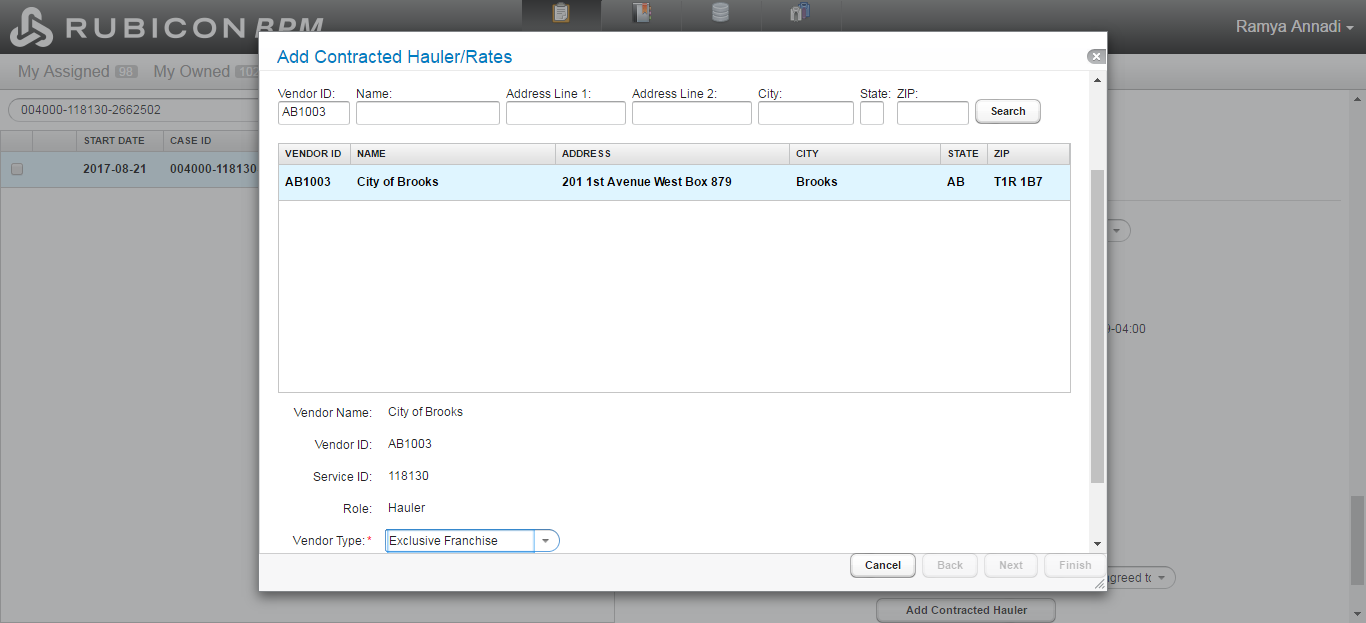 RUBICON BPM
Ramya Annadi
My Assigned 98 My Owned 102
004000-118130-2662502
START DATE CASE ID
2017-08-21 004000-118130
Add Contracted Hauler/Rates
Vendor ID: Name: Address Line 1: Address Line 2: City: State: ZIP:
AB1003 Search
VENDOR ID NAME ADDRESS CITY STATE ZIP
AB1003 City of Brooks 201 1st Avenue West Box 879 Brooks AB T1R 1B7
Vendor Name: City of Brooks
Vendor ID: AB1003
Service ID: 118130
Role: Hauler
Vendor Type:* Exclusive Franchise
Cancel Back Next Finish
-04:00
agreed to
Add Contracted Hauler